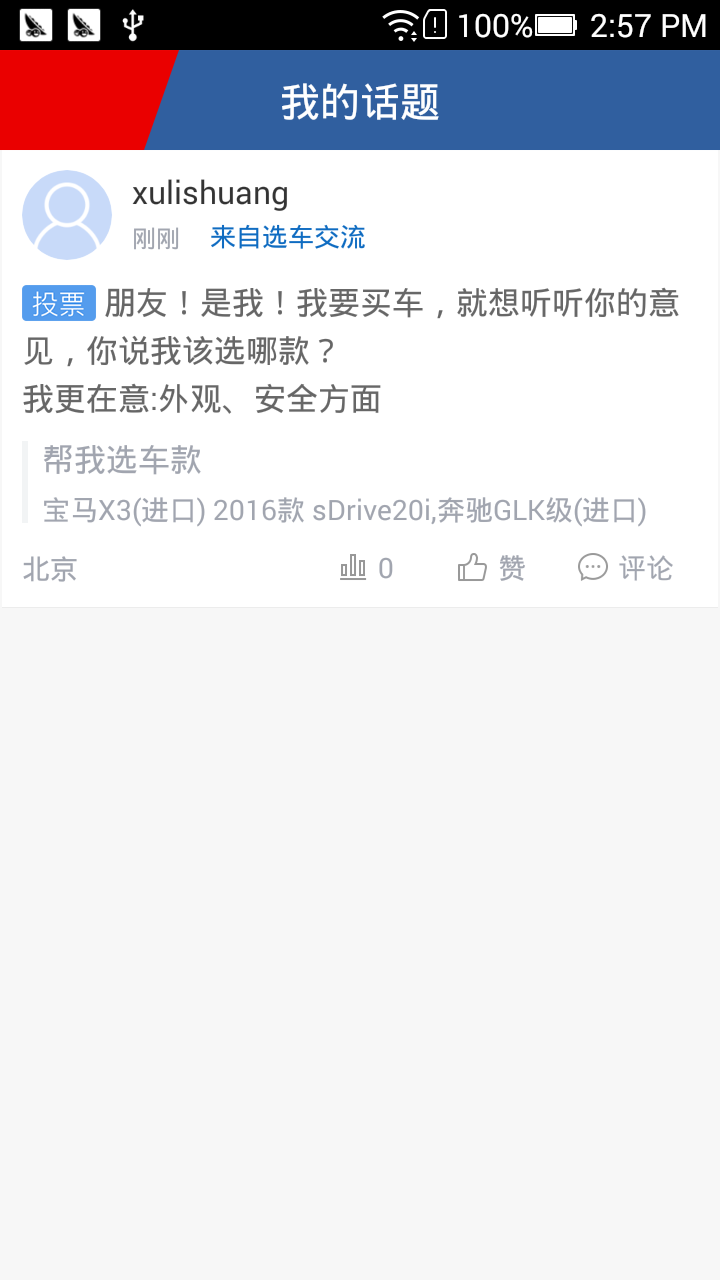 100% 2:57 PM
我的话题
xulishuang
刚刚 来自选车交流
投票 朋友！是我！我要买车，就想听听你的意
见，你说我该选哪款？
我更在意:外观、安全方面
帮我选车款
宝马X3(进口) 2016款 sDrive20i,奔驰GLK级(进口)
北京 0 赞 评论